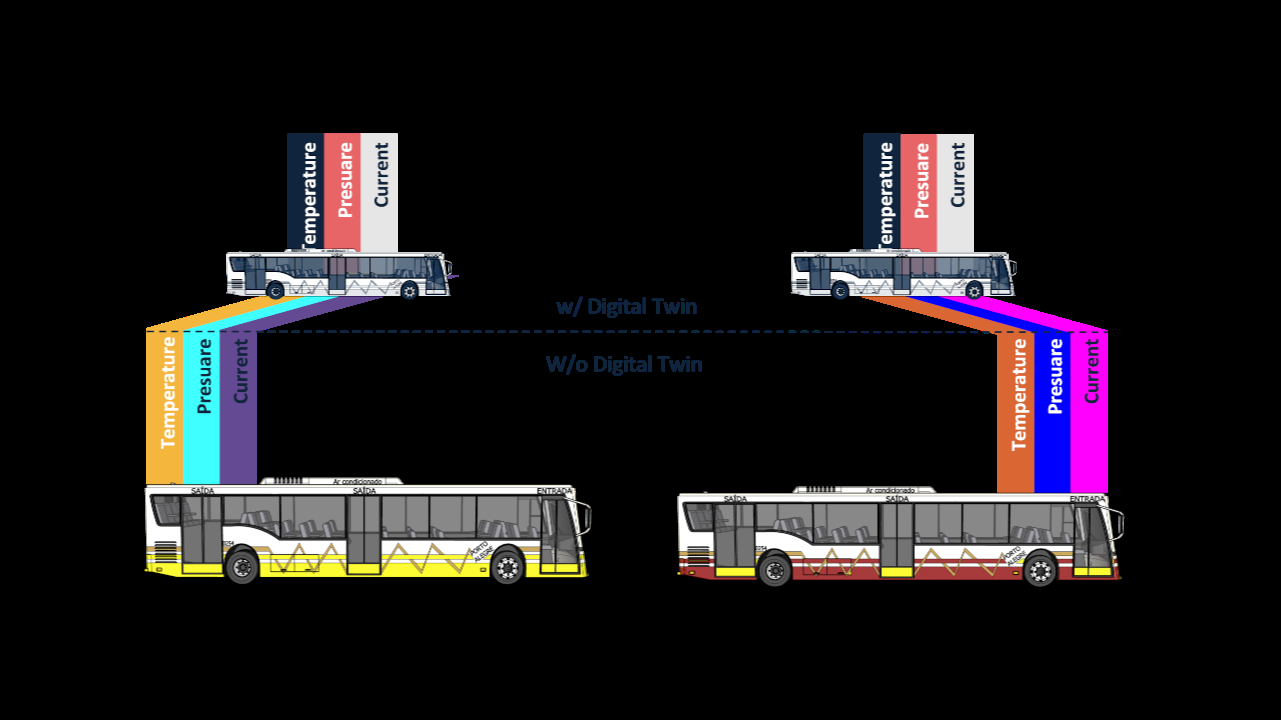 Temperature
Presuare
Current
Temperature
Presuare
Current
w/ Digital Twin
W/o Digital Twin
Temperature
Presuare
Current
Temperature
Presuare
Current
Ar condicionado
SAÍDA
SAÍDA
ENTRADA
PORTO
ALEGRE
Ar condicionado
SAÍDA
SAÍDA
ENTRADA
PORTO
ALEGRE